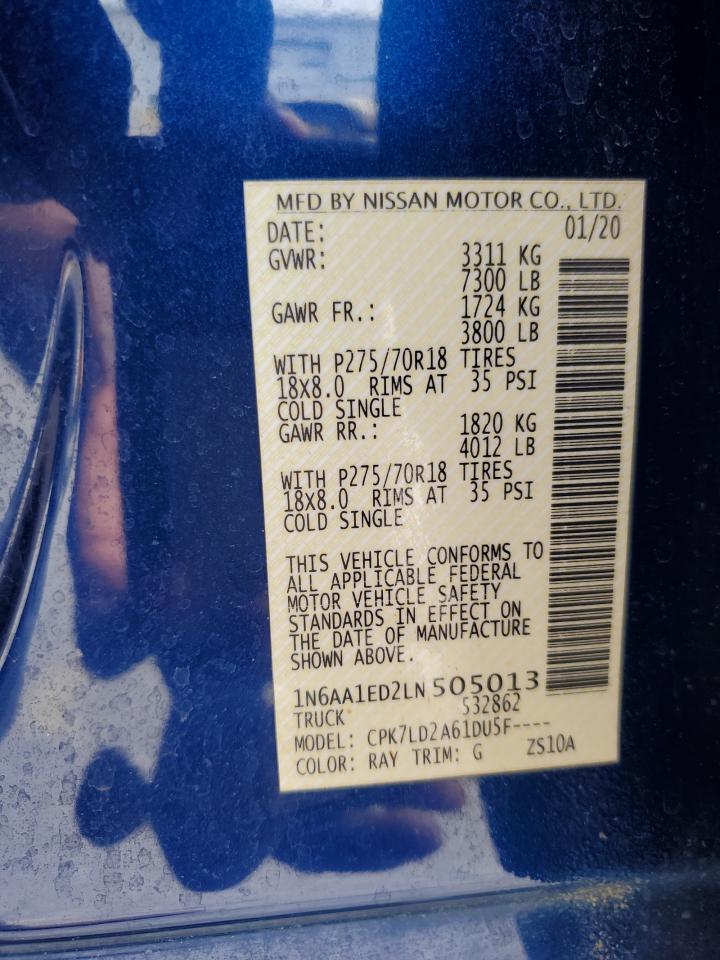 MFD BY NISSAN MOTOR CO., LTD.
DATE: 01/20
GVWR: 3311 KG
7300 LB
GAWR FR.: 1724 KG
3800 LB
WITH P275/70R18 TIRES
18X8.0 RIMS AT 35 PSI
COLD SINGLE
GAWR RR.: 1820 KG
4012 LB
WITH P275/70R18 TIRES
18X8.0 RIMS AT 35 PSI
COLD SINGLE
THIS VEHICLE CONFORMS TO
ALL APPLICABLE FEDERAL
MOTOR VEHICLE SAFETY
STANDARDS IN EFFECT ON
THE DATE OF MANUFACTURE
SHOWN ABOVE.
1N6AA1ED2LN505013
TRUCK 532862
MODEL: CPK7LD2A61DU5F----
COLOR: RAY TRIM: G ZS10A